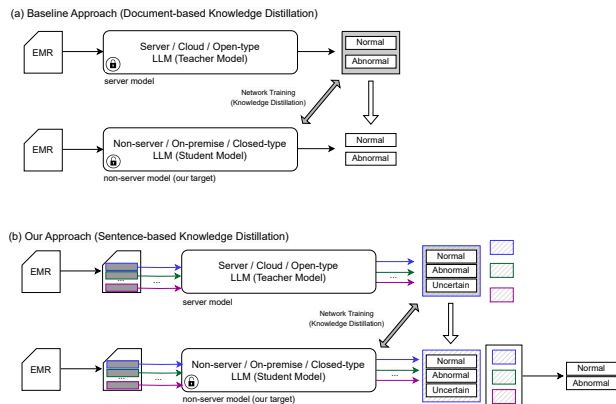 (a) Baseline Approach (Document-based Knowledge Distillation)
EMR
Server / Cloud / Open-type
LLM (Teacher Model)
server model
Normal
Abnormal
Network Training
(Knowledge Distillation)
EMR
Non-server / On-premise / Closed-type
LLM (Student Model)
non-server model (our target)
Normal
Abnormal
(b) Our Approach (Sentence-based Knowledge Distillation)
EMR
...
...
Server / Cloud / Open-type
LLM (Teacher Model)
server model
...
Normal
Abnormal
Uncertain
Network Training
(Knowledge Distillation)
EMR
...
...
Non-server / On-premise / Closed-type
LLM (Student Model)
non-server model (our target)
...
Normal
Abnormal
Uncertain
Normal
Abnormal